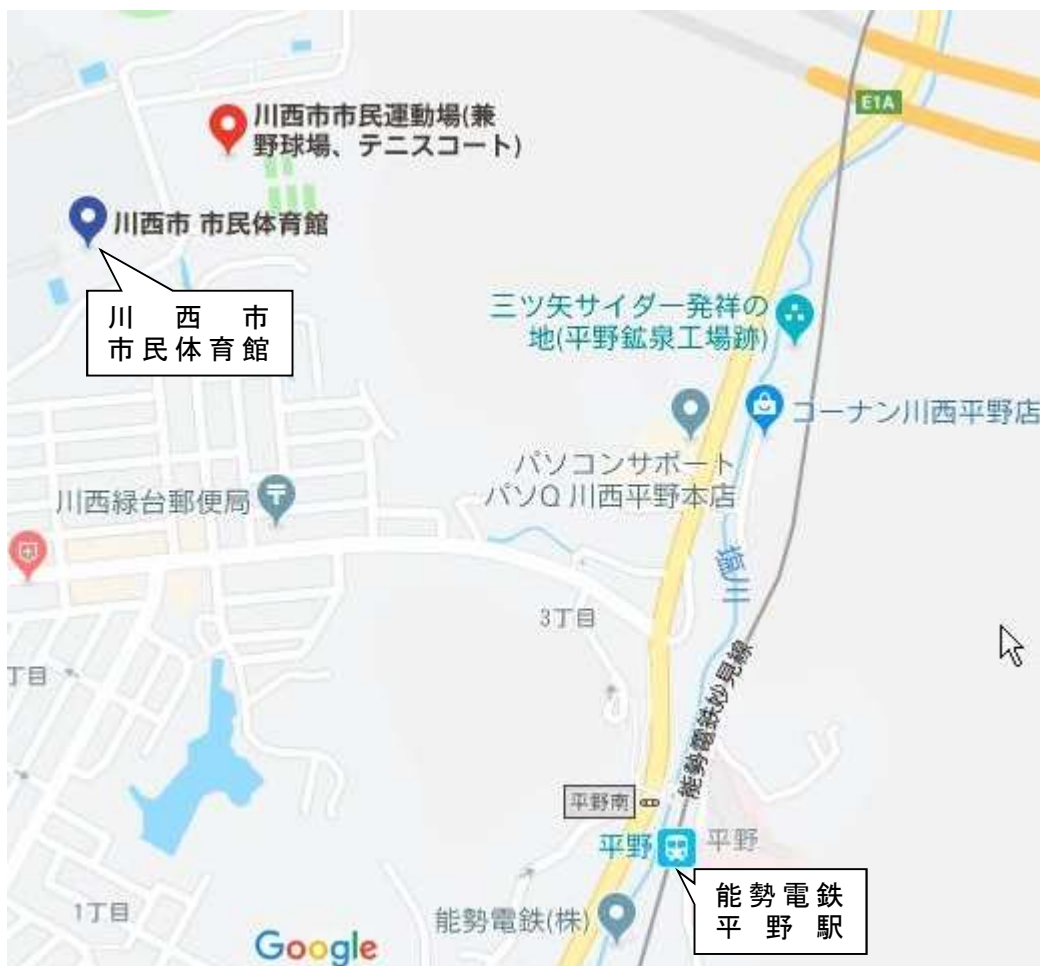 川西市市民運動場(兼
野球場、テニスコート)
E1A
川西市 市民体育館
川西市
市民体育館
三ツ矢サイダー発祥の
地(平野鉱泉工場跡)
コーナン川西平野店
パソコンサポート
パソQ 川西平野本店
川西緑台郵便局
塩川
3丁目
丁目
能勢電鉄妙見線
平野南
平野
平野
能勢電鉄
平野駅
1丁目
能勢電鉄(株)
Google